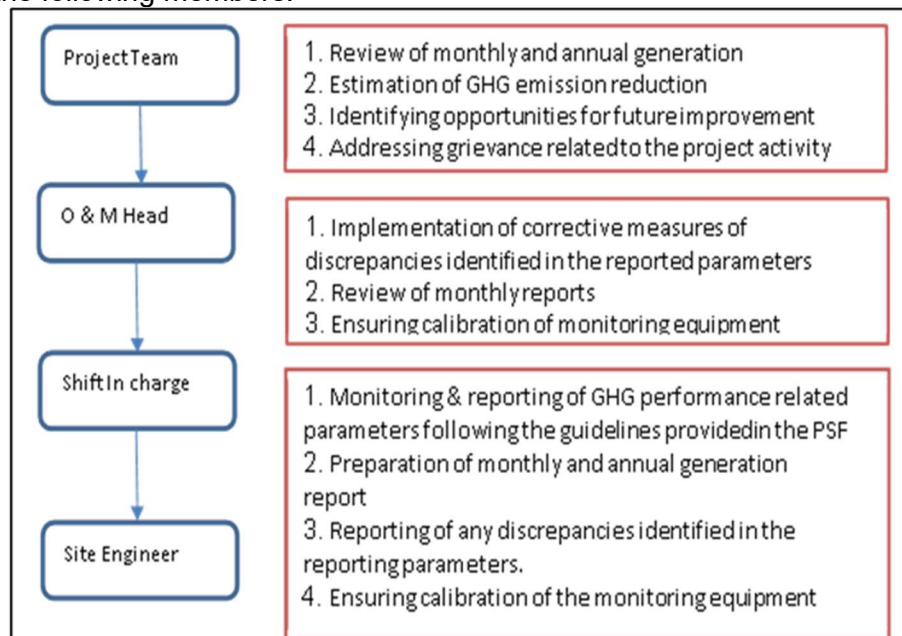 the following members:
Project Team
1. Review of monthly and annual generation
2. Estimation of GHG emission reduction
3. Identifying opportunities for future improvement
4. Addressing grievance related to the project activity
O & M Head
1. Implementation of corrective measures of
discrepancies identified in the reported parameters
2. Review of monthly reports
3. Ensuring calibration of monitoring equipment
Shift In charge
1. Monitoring & reporting of GHG performance related
parameters following the guidelines providedin the PSF
2. Preparation of monthly and annual generation
report
3. Reporting of any discrepancies identified in the
reporting parameters.
4. Ensuring calibration of the monitoring equipment
Site Engineer